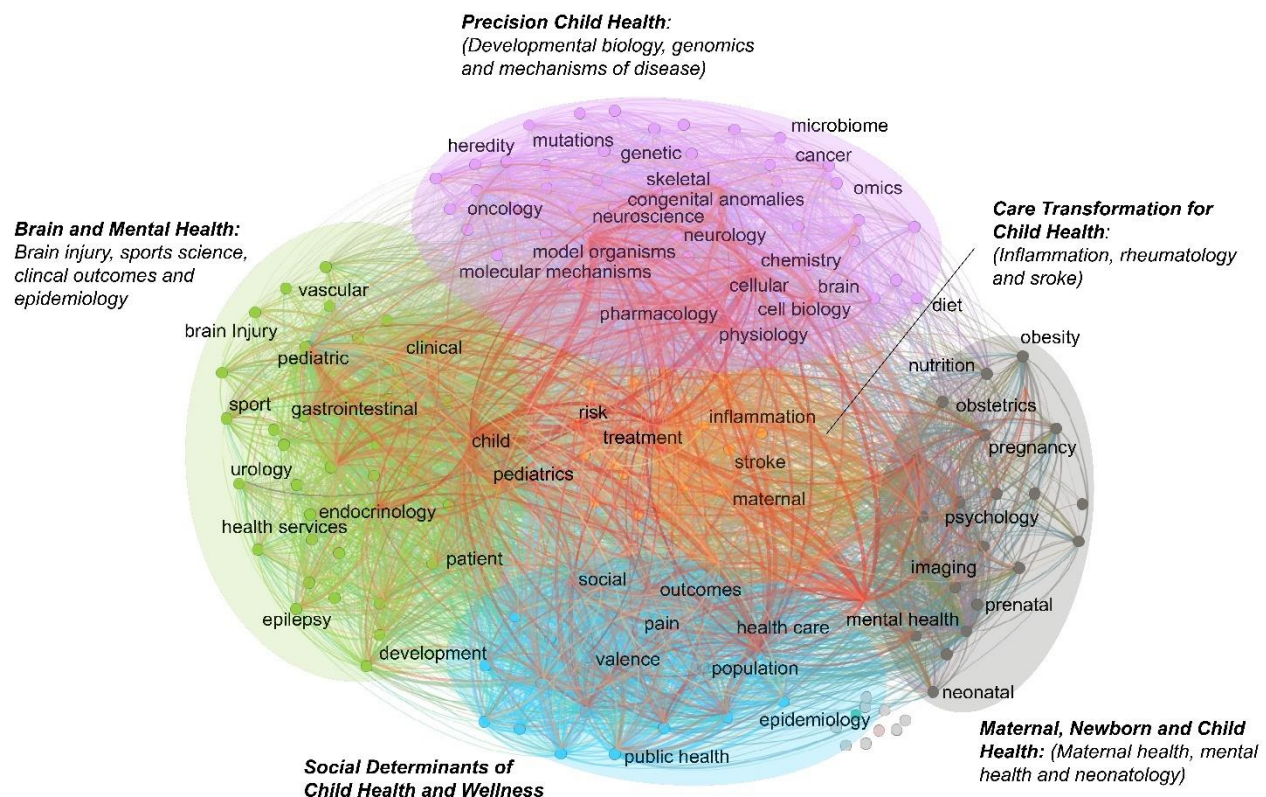 Precision Child Health:
(Developmental biology, genomics
and mechanisms of disease)
microbiome
heredity
mutations
genetic
cancer
skeletal
omics
congenital anomalies
oncology
neuroscience
neurology
model organisms
chemistry
molecular mechanisms
cellular
brain
pharmacology
cell biology
physiology
diet
Care Transformation for
Child Health:
(Inflammation, rheumatology
and sroke)
Brain and Mental Health:
Brain injury, sports science,
clincal outcomes and
epidemiology
vascular
brain Injury
pediatric
clinical
sport
gastrointestinal
urology
endocrinology
health services
patient
epilepsy
development
child
risk
treatment
pediatrics
inflammation
stroke
maternal
obesity
nutrition
obstetrics
pregnancy
psychology
imaging
prenatal
mental health
neonatal
social
outcomes
pain
health care
valence
population
epidemiology
public health
Maternal, Newborn and Child
Health: (Maternal health, mental
health and neonatology)
Social Determinants of
Child Health and Wellness